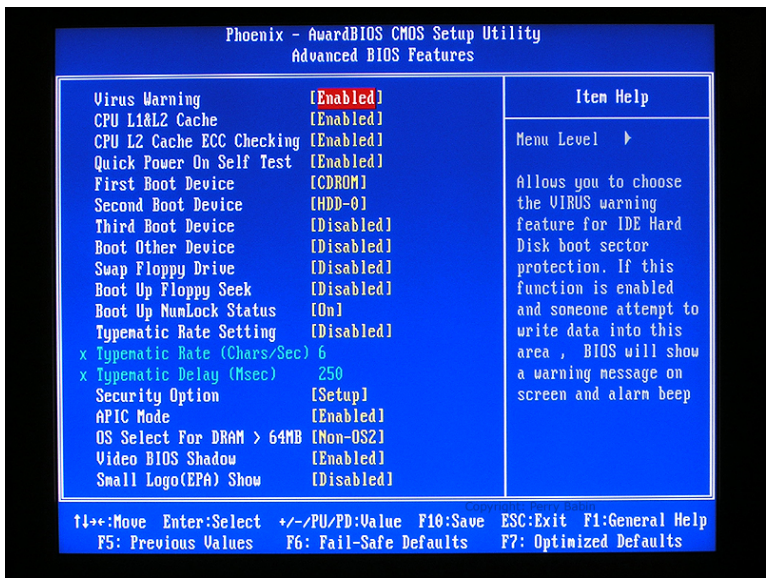 Phoenix - AwardBIOS CMOS Setup Utility
Advanced BIOS Features
Virus Warning [Enabled]
CPU L1&L2 Cache [Enabled]
CPU L2 Cache ECC Checking [Enabled]
Quick Power On Self Test [Enabled]
First Boot Device [CDROM]
Second Boot Device [HDD-0]
Third Boot Device [Disabled]
Boot Other Device [Disabled]
Swap Floppy Drive [Disabled]
Boot Up Floppy Seek [Disabled]
Boot Up NumLock Status [On]
Typematic Rate Setting [Disabled]
x Typematic Rate (Chars/Sec) 6
x Typematic Delay (Msec) 250
Security Option [Setup]
APIC Mode [Enabled]
OS Select For DRAM > 64MB [Non-OS2]
Video BIOS Shadow [Enabled]
Small Logo(EPA) Show [Disabled]
Item Help
Menu Level ▶
Allows you to choose
the VIRUS warning
feature for IDE Hard
Disk boot sector
protection. If this
function is enabled
and someone attempt to
write data into this
area , BIOS will show
a warning message on
screen and alarm beep
Copyright: Perry Babin
↑↓→←:Move Enter:Select +/-/PU/PD:Value F10:Save ESC:Exit F1:General Help
F5: Previous Values F6: Fail-Safe Defaults F7: Optimized Defaults